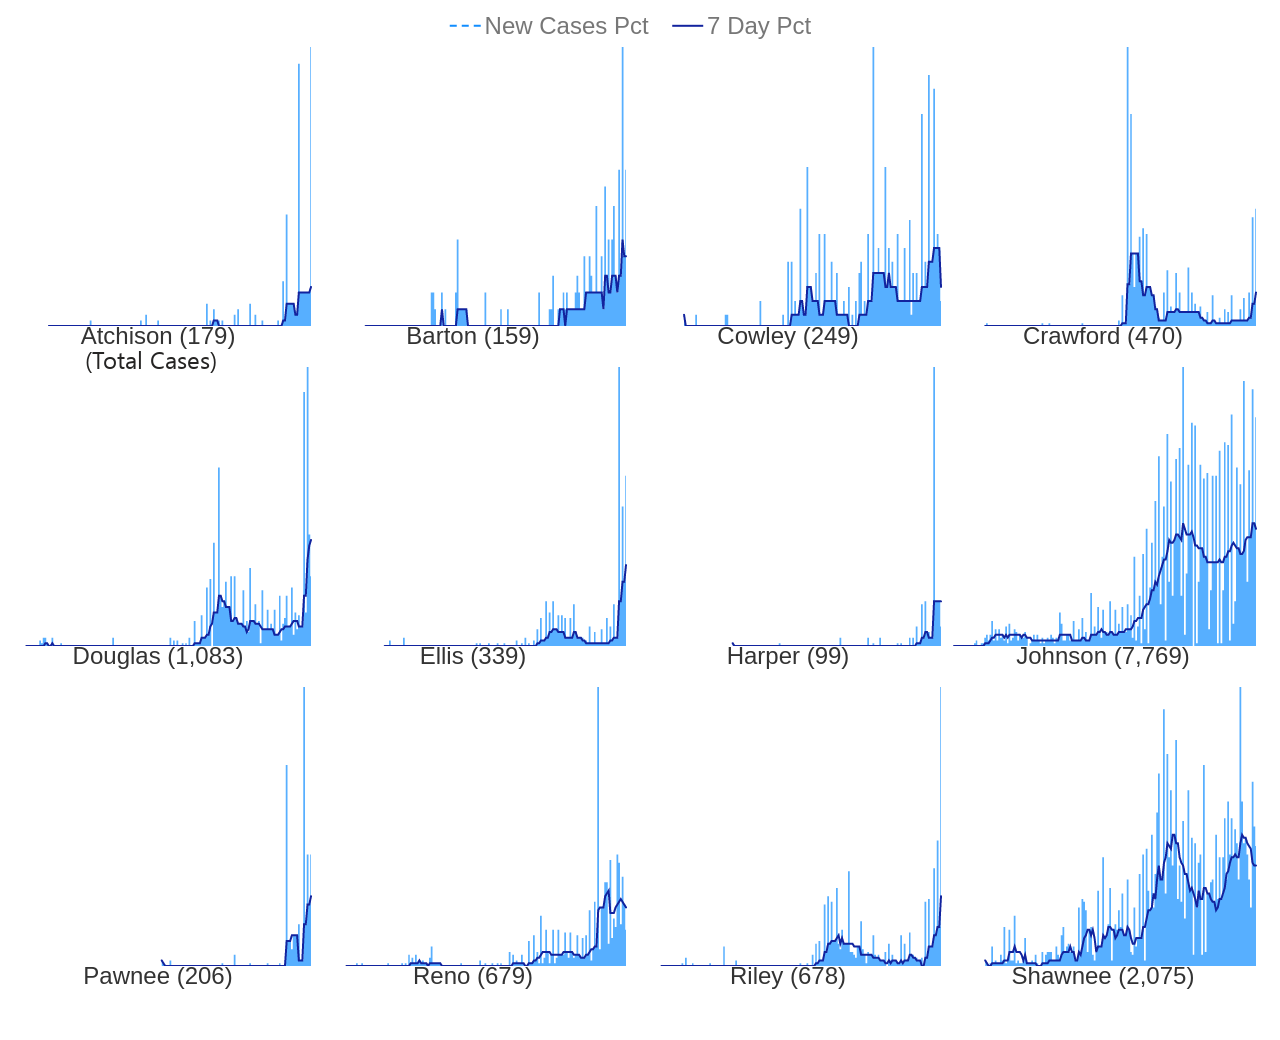 New Cases Pct 7 Day Pct
Atchison (179) Barton (159) Cowley (249) Crawford (470)
(Total Cases)
Douglas (1,083) Ellis (339) Harper (99) Johnson (7,769)
Pawnee (206) Reno (679) Riley (678) Shawnee (2,075)